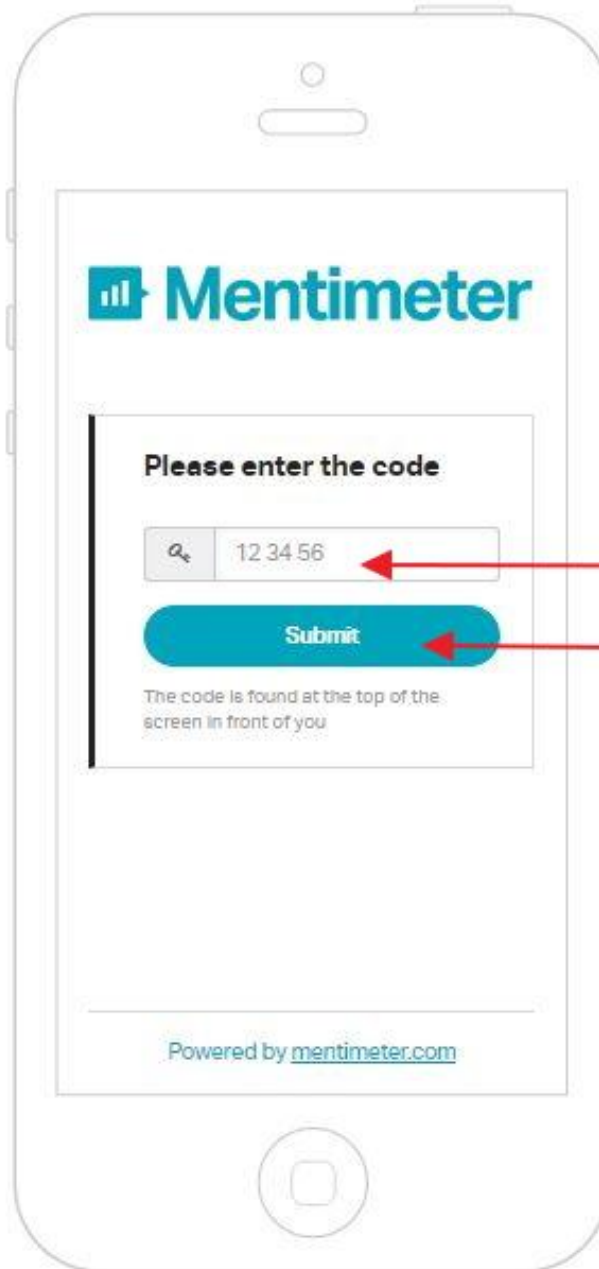 Mentimeter
Please enter the code
12 34 56
Submit
The code is found at the top of the
screen in front of you
Powered by mentimeter.com